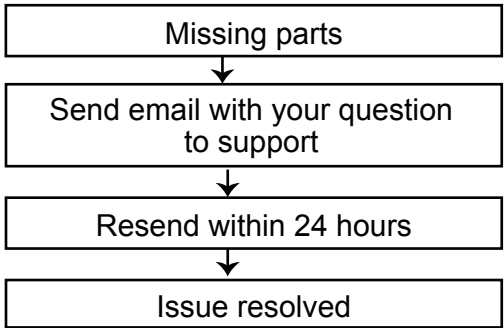 Missing parts
Send email with your question
to support
Resend within 24 hours
Issue resolved